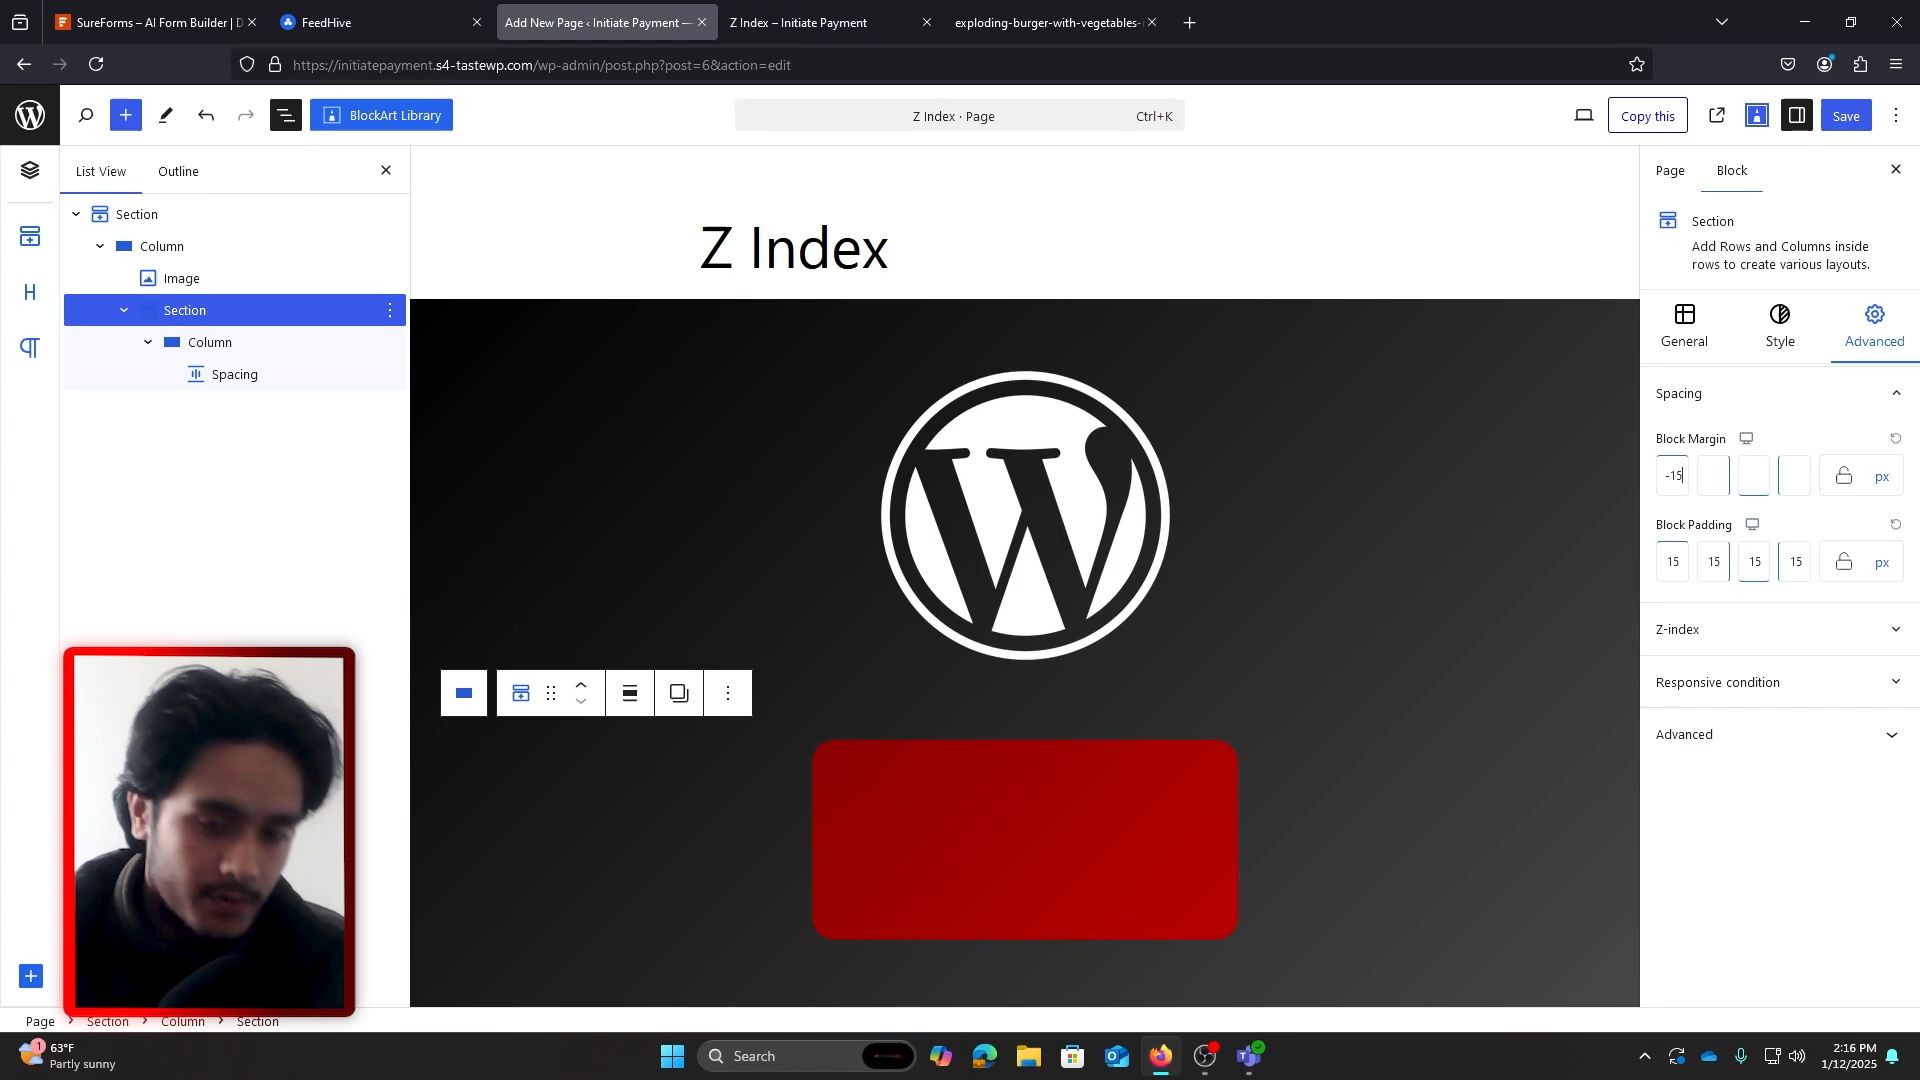 SureForms – AI Form Builder | D
FeedHive
Add New Page ‹ Initiate Payment —
Z Index – Initiate Payment
exploding-burger-with-vegetables-
https://initiatepayment.s4-tastewp.com/wp-admin/post.php?post=6&action=edit
BlockArt Library
Z Index · Page
Ctrl+K
Copy this
Save
List View
Outline
Section
Column
Image
Section
Column
Spacing
Z Index
Page
Block
Section
Add Rows and Columns inside
rows to create various layouts.
General
Style
Advanced
Spacing
Block Margin
-15
px
Block Padding
15
15
15
15
px
Z-index
Responsive condition
Advanced
Page
Section
Column
Section
1
63°F
Partly sunny
Search
2:16 PM
1/12/2025